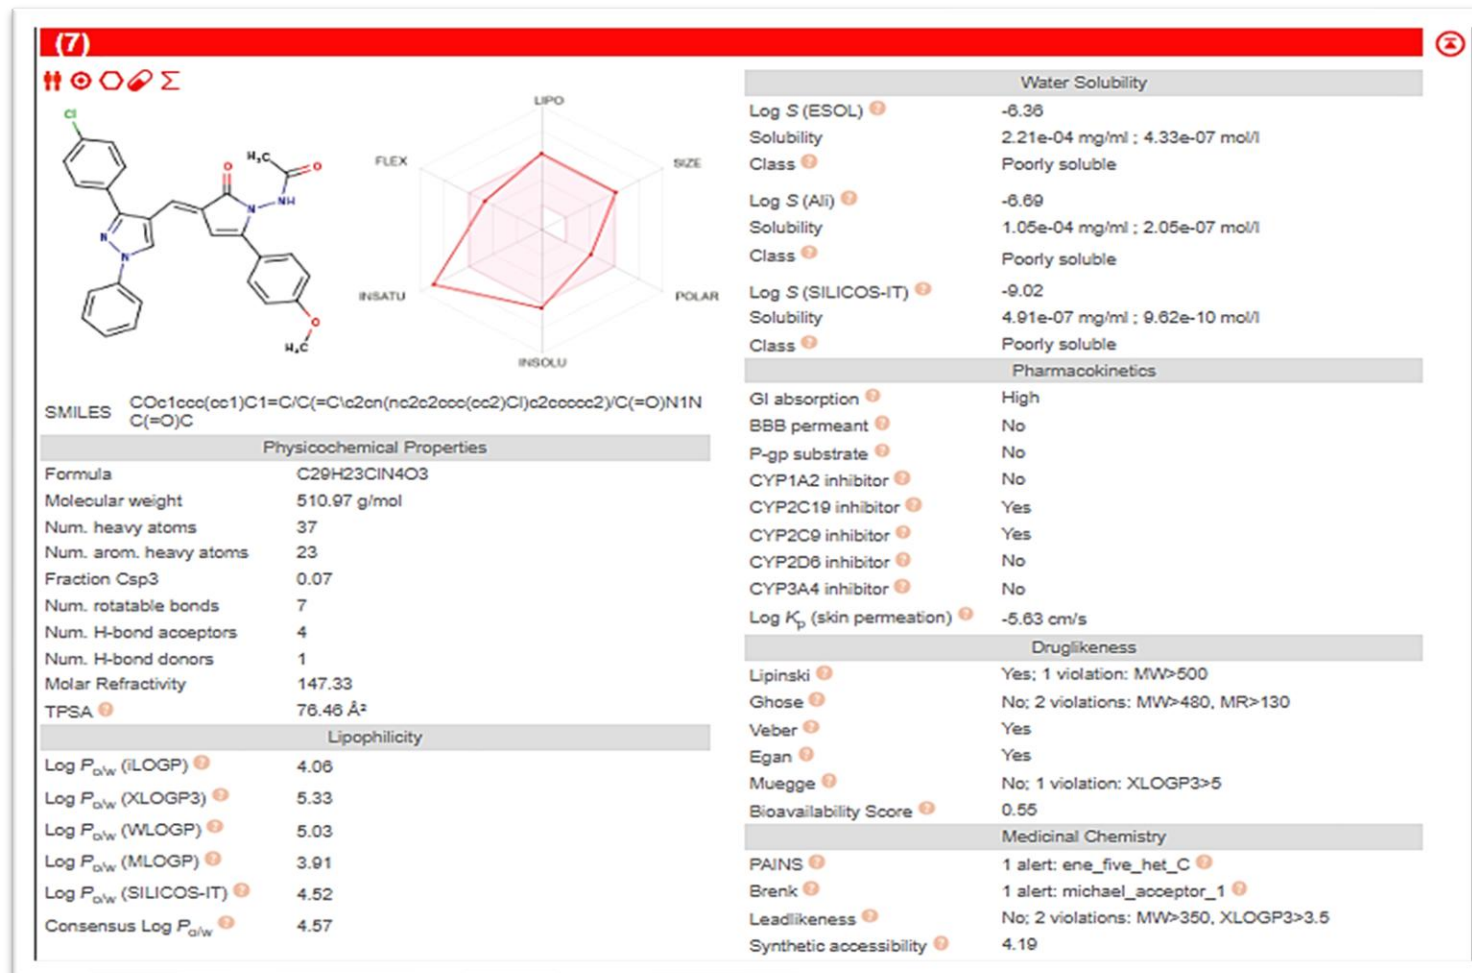 (7)
Cl
H₃C
O
O
NH
N
N
N
O
H₃C
LIPO
FLEX
SIZE
INSATU
POLAR
INSOLU
SMILES COc1ccc(cc1)C1=C/C(=C\c2cn(nc2c2ccc(cc2)Cl)c2ccccc2)/C(=O)N1N
C(=O)C
Physicochemical Properties
Formula C29H23ClN4O3
Molecular weight 510.97 g/mol
Num. heavy atoms 37
Num. arom. heavy atoms 23
Fraction Csp3 0.07
Num. rotatable bonds 7
Num. H-bond acceptors 4
Num. H-bond donors 1
Molar Refractivity 147.33
TPSA ? 76.46 Å²
Lipophilicity
Log Po/w (iLOGP) ? 4.06
Log Po/w (XLOGP3) ? 5.33
Log Po/w (WLOGP) ? 5.03
Log Po/w (MLOGP) ? 3.91
Log Po/w (SILICOS-IT) ? 4.52
Consensus Log Po/w ? 4.57
Water Solubility
Log S (ESOL) ? -6.36
Solubility 2.21e-04 mg/ml ; 4.33e-07 mol/l
Class ? Poorly soluble
Log S (Ali) ? -6.69
Solubility 1.05e-04 mg/ml ; 2.05e-07 mol/l
Class ? Poorly soluble
Log S (SILICOS-IT) ? -9.02
Solubility 4.91e-07 mg/ml ; 9.62e-10 mol/l
Class ? Poorly soluble
Pharmacokinetics
GI absorption ? High
BBB permeant ? No
P-gp substrate ? No
CYP1A2 inhibitor ? No
CYP2C19 inhibitor ? Yes
CYP2C9 inhibitor ? Yes
CYP2D6 inhibitor ? No
CYP3A4 inhibitor ? No
Log Kp (skin permeation) ? -5.63 cm/s
Druglikeness
Lipinski ? Yes; 1 violation: MW>500
Ghose ? No; 2 violations: MW>480, MR>130
Veber ? Yes
Egan ? Yes
Muegge ? No; 1 violation: XLOGP3>5
Bioavailability Score ? 0.55
Medicinal Chemistry
PAINS ? 1 alert: ene_five_het_C ?
Brenk ? 1 alert: michael_acceptor_1 ?
Leadlikeness ? No; 2 violations: MW>350, XLOGP3>3.5
Synthetic accessibility ? 4.19